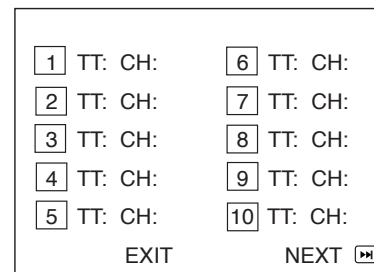 1 TT: CH: 6 TT: CH:
2 TT: CH: 7 TT: CH:
3 TT: CH: 8 TT: CH:
4 TT: CH: 9 TT: CH:
5 TT: CH: 10 TT: CH:
EXIT NEXT ⏭